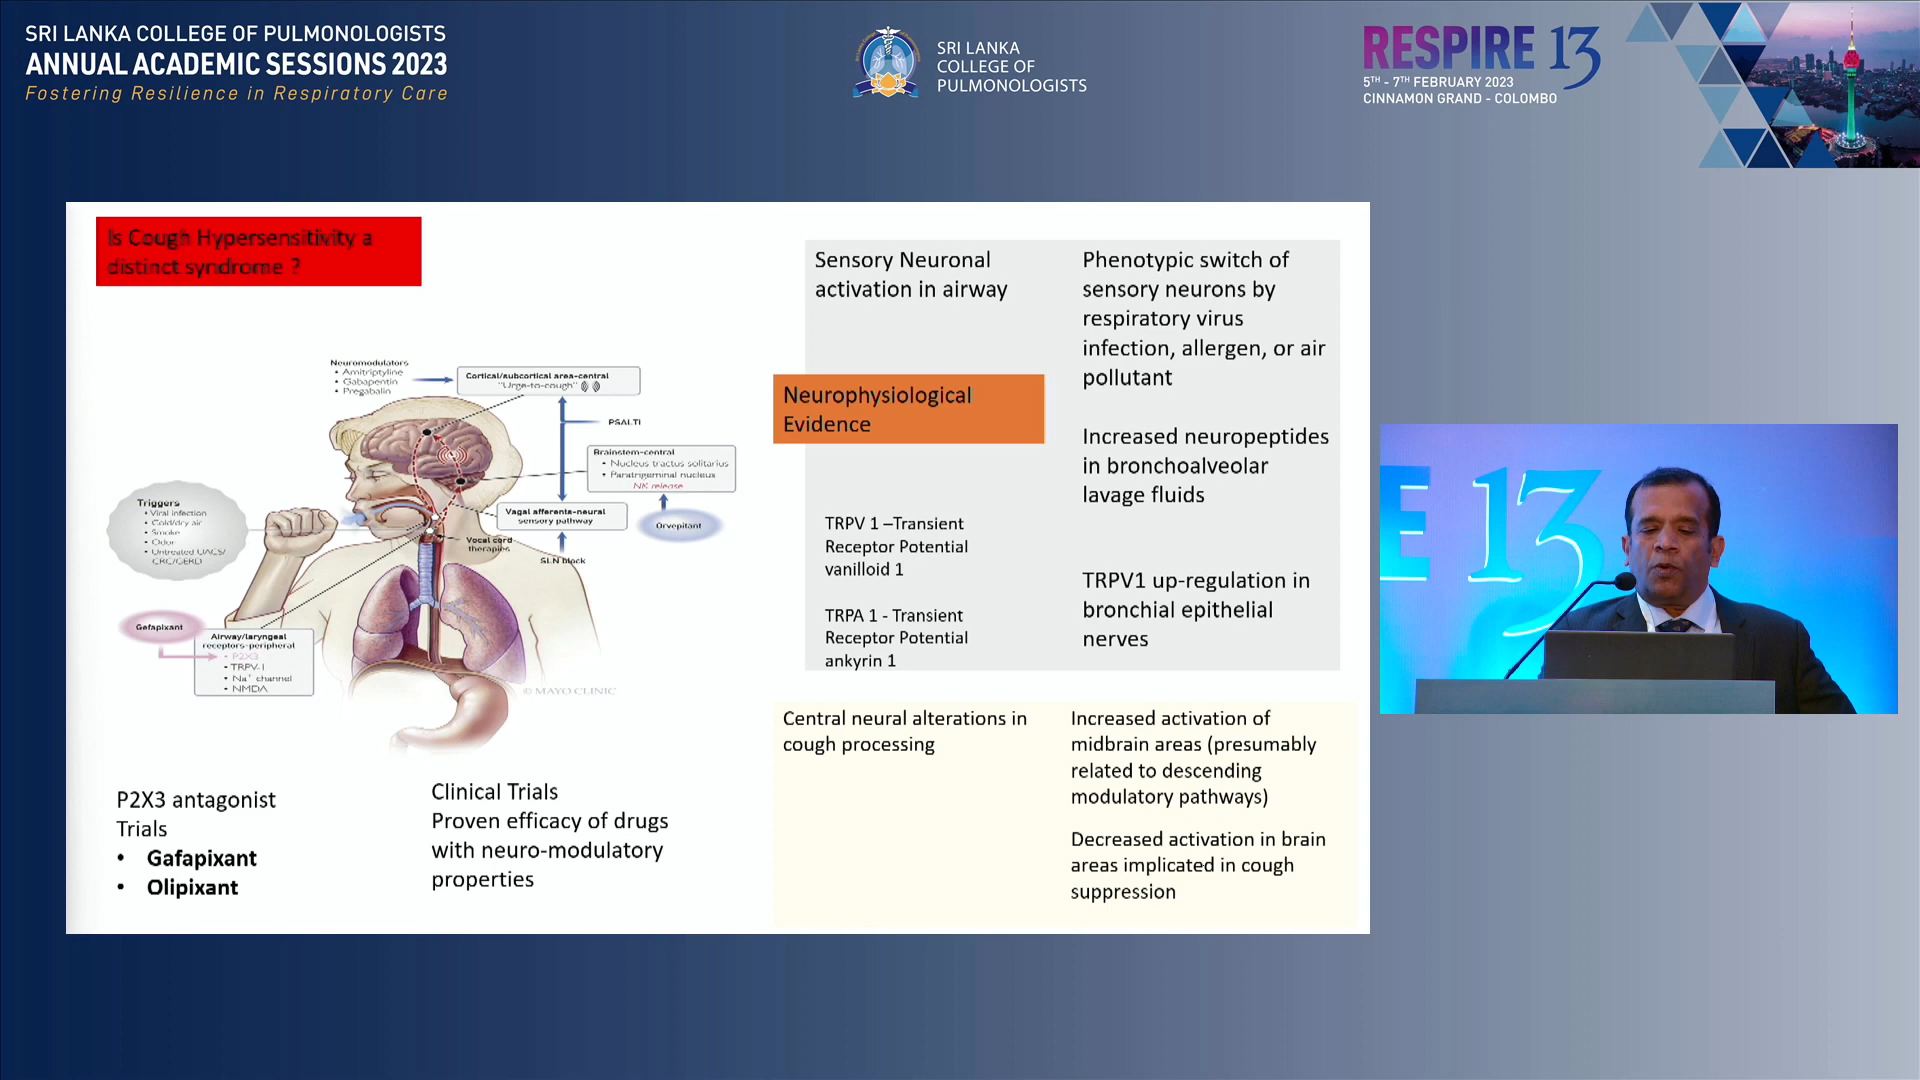 SRI LANKA COLLEGE OF PULMONOLOGISTS
ANNUAL ACADEMIC SESSIONS 2023
Fostering Resilience in Respiratory Care
SRI LANKA
COLLEGE OF
PULMONOLOGISTS
RESPIRE 13
5TH - 7TH FEBRUARY 2023
CINNAMON GRAND - COLOMBO
Is Cough Hypersensitivity a
distinct syndrome ?
Neuromodulators
• Amitriptyline
• Gabapentin
• Pregabalin
Cortical/subcortical area-central
"Urge-to-cough"
PSALTI
Brainstem-central
• Nucleus tractus solitarius
• Paratrigeminal nucleus
NK release
Triggers
• Viral infection
• Cold/dry air
• Smoke
• Odor
• Untreated UACS/
CRC/GERD
Vagal afferents-neural
sensory pathway
Orvepitant
Vocal cord
therapies
SLN block
Gefapixant
Airway/laryngeal
receptors-peripheral
• P2X3
• TRPV-1
• Na+ channel
• NMDA
© MAYO CLINIC
P2X3 antagonist
Trials
• Gafapixant
• Olipixant
Clinical Trials
Proven efficacy of drugs
with neuro-modulatory
properties
Sensory Neuronal
activation in airway
Neurophysiological
Evidence
TRPV 1 –Transient
Receptor Potential
vanilloid 1
TRPA 1 - Transient
Receptor Potential
ankyrin 1
Phenotypic switch of
sensory neurons by
respiratory virus
infection, allergen, or air
pollutant
Increased neuropeptides
in bronchoalveolar
lavage fluids
TRPV1 up-regulation in
bronchial epithelial
nerves
Central neural alterations in
cough processing
Increased activation of
midbrain areas (presumably
related to descending
modulatory pathways)
Decreased activation in brain
areas implicated in cough
suppression
E 13